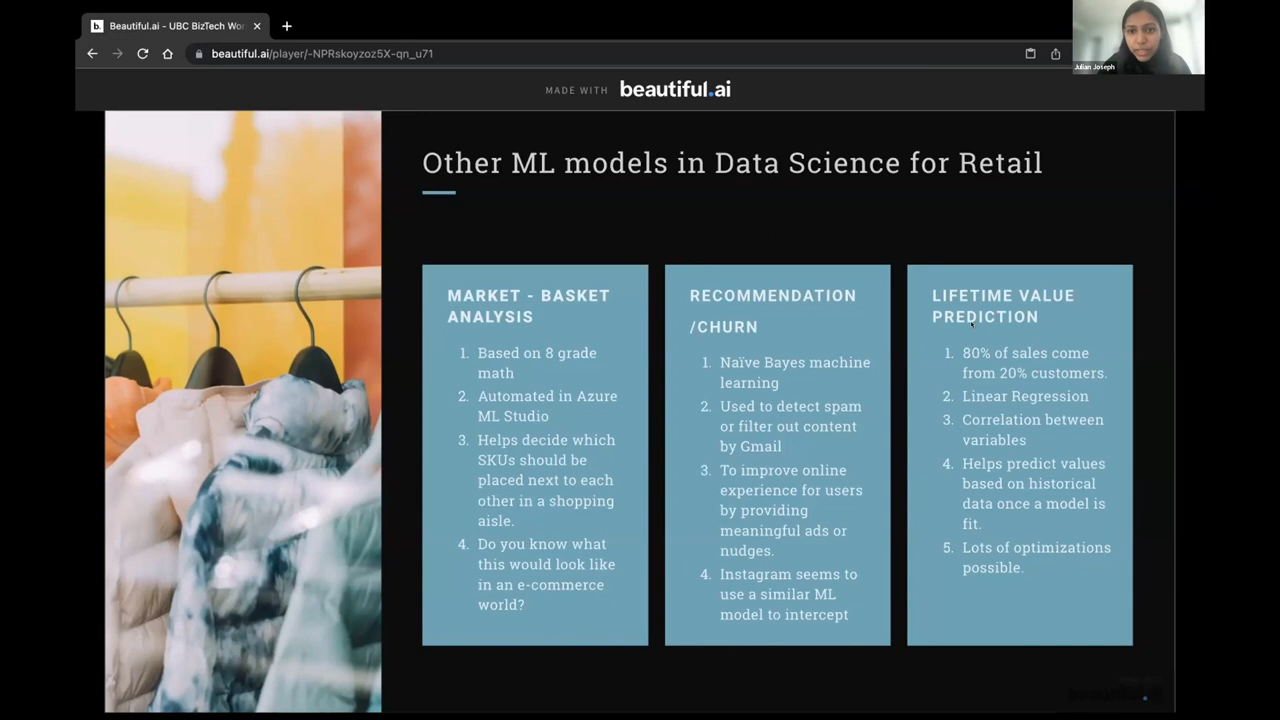 Beautiful.ai - UBC BizTech Wor
beautiful.ai/player/-NPRskoyzoz5X-qn_u71
Julian Joseph
MADE WITH beautiful.ai
Other ML models in Data Science for Retail
MARKET - BASKET
ANALYSIS
1. Based on 8 grade
math
2. Automated in Azure
ML Studio
3. Helps decide which
SKUs should be
placed next to each
other in a shopping
aisle.
4. Do you know what
this would look like
in an e-commerce
world?
RECOMMENDATION
/CHURN
1. Naïve Bayes machine
learning
2. Used to detect spam
or filter out content
by Gmail
3. To improve online
experience for users
by providing
meaningful ads or
nudges.
4. Instagram seems to
use a similar ML
model to intercept
LIFETIME VALUE
PREDICTION
1. 80% of sales come
from 20% customers.
2. Linear Regression
3. Correlation between
variables
4. Helps predict values
based on historical
data once a model is
fit.
5. Lots of optimizations
possible.